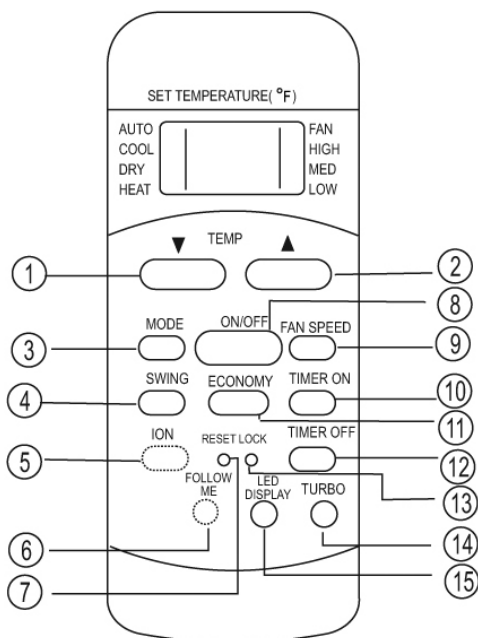 SET TEMPERATURE(°F)
AUTO FAN
COOL HIGH
DRY MED
HEAT LOW
▼ TEMP ▲
1 2
8
MODE ON/OFF FAN SPEED
3 9
SWING ECONOMY TIMER ON
4 10
11
ION RESET LOCK TIMER OFF
5 12
FOLLOW ME LED DISPLAY TURBO
13
6 14
7 15